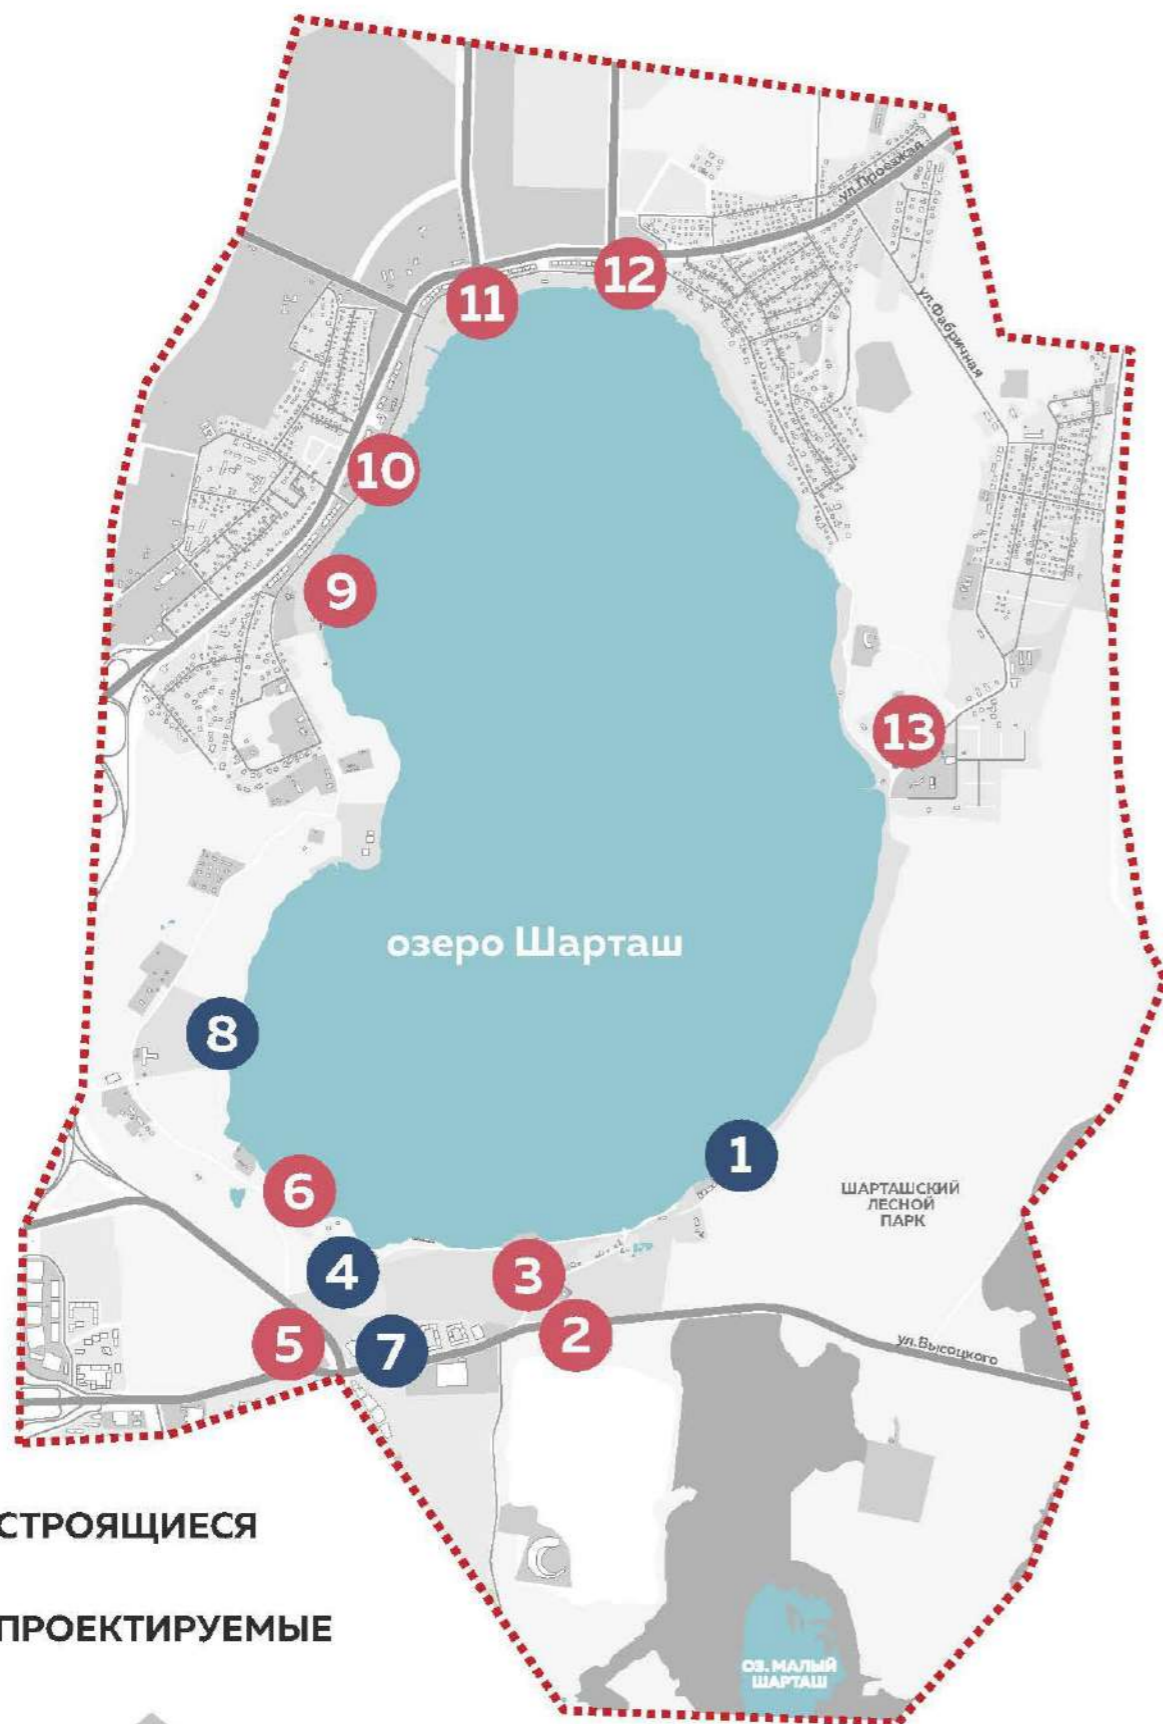 ул.Проезжая
12
11
ул.Фабричная
10
9
13
озеро Шарташ
8
1
6
ШАРТАШСКИЙ
ЛЕСНОЙ
ПАРК
4
3
5
7
2
ул.Высоцкого
СТРОЯЩИЕСЯ
ПРОЕКТИРУЕМЫЕ
ОЗ. МАЛЫЙ
ШАРТАШ